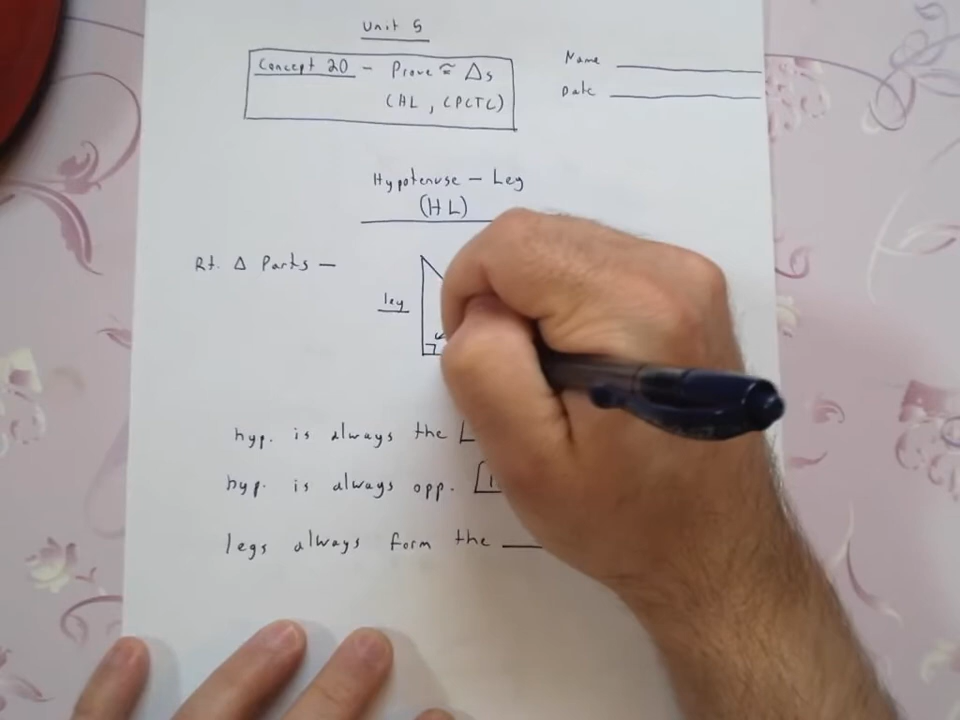 Unit 5
Concept 20 - Prove ≅ Δs
(HL, CPCTC)
Name
Date
Hypotenuse - Leg
(HL)
Rt. Δ Parts -
leg
hyp. is always the
hyp. is always opp.
legs always form the